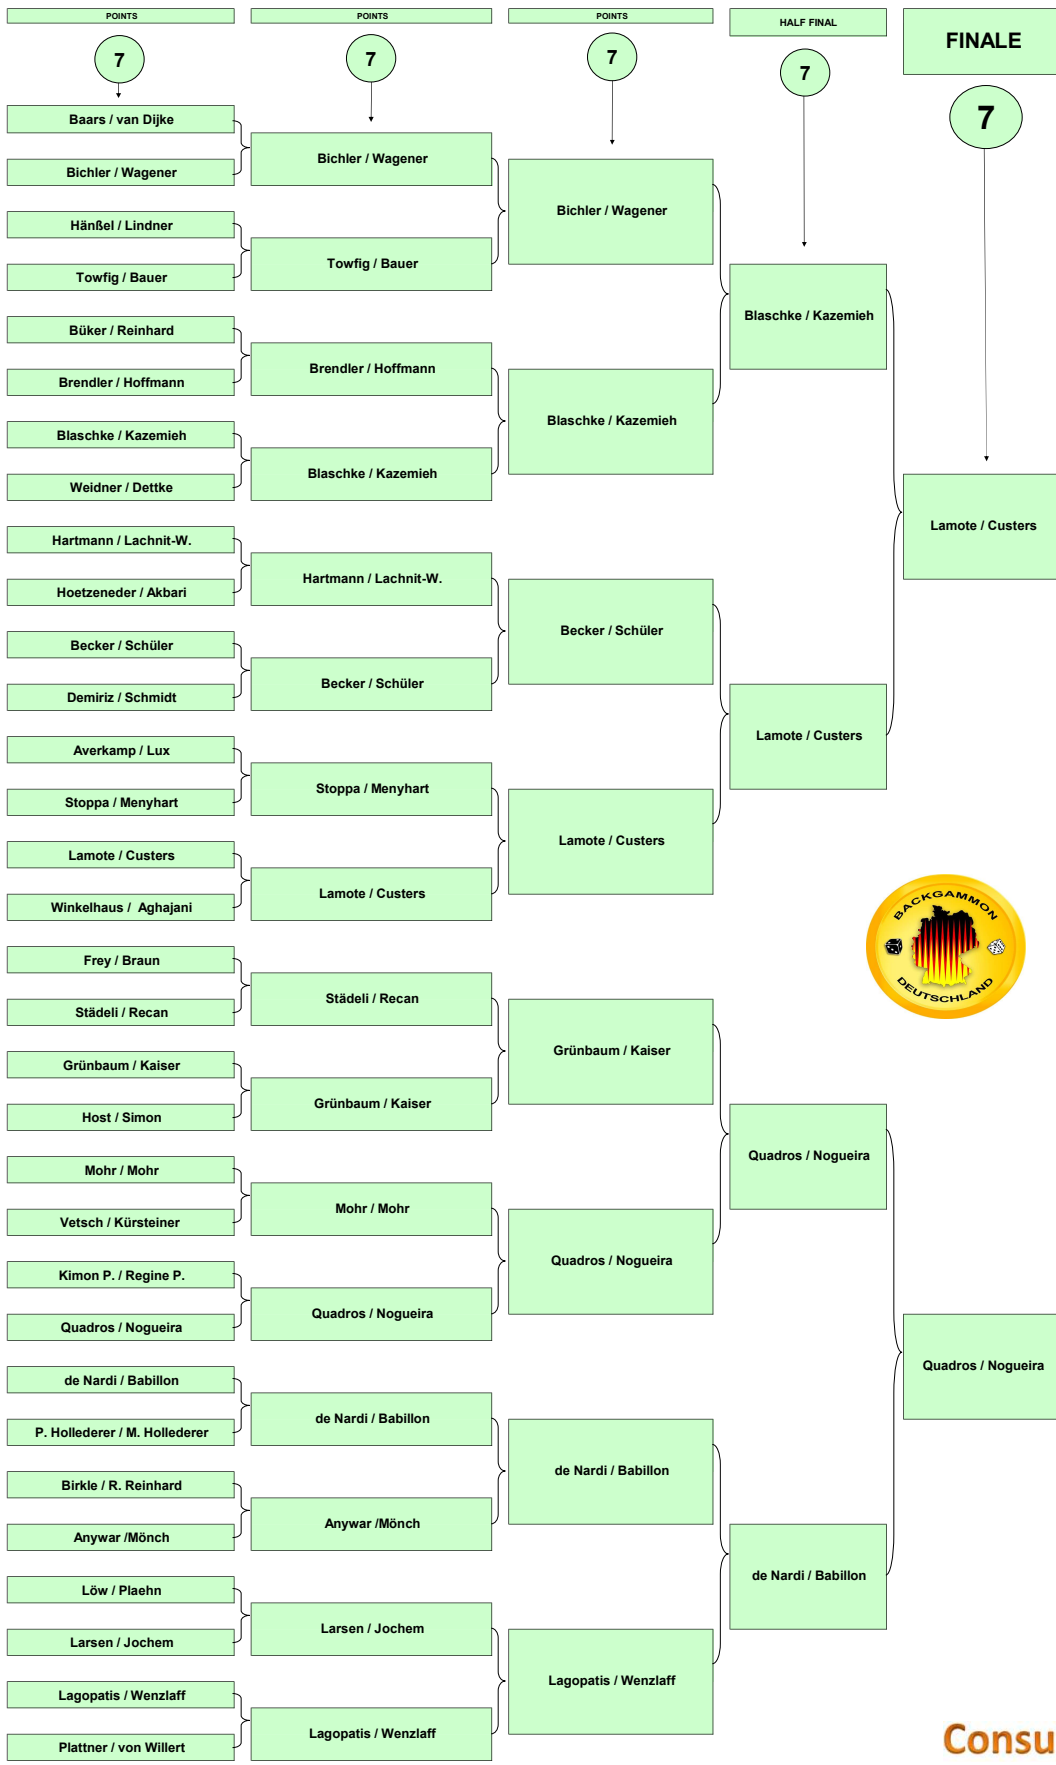 POINTS
POINTS
POINTS
HALF FINAL
FINALE
7
7
7
7
7
Baars / van Dijke
Bichler / Wagener
Hänßel / Lindner
Towfig / Bauer
Büker / Reinhard
Brendler / Hoffmann
Blaschke / Kazemieh
Weidner / Dettke
Hartmann / Lachnit-W.
Hoetzeneder / Akbari
Becker / Schüler
Demiriz / Schmidt
Averkamp / Lux
Stoppa / Menyhart
Lamote / Custers
Winkelhaus / Aghajani
Frey / Braun
Städeli / Recan
Grünbaum / Kaiser
Host / Simon
Mohr / Mohr
Vetsch / Kürsteiner
Kimon P. / Regine P.
Quadros / Nogueira
de Nardi / Babillon
P. Hollederer / M. Hollederer
Birkle / R. Reinhard
Anywar /Mönch
Löw / Plaehn
Larsen / Jochem
Lagopatis / Wenzlaff
Plattner / von Willert
Bichler / Wagener
Towfig / Bauer
Brendler / Hoffmann
Blaschke / Kazemieh
Hartmann / Lachnit-W.
Becker / Schüler
Stoppa / Menyhart
Lamote / Custers
Städeli / Recan
Grünbaum / Kaiser
Mohr / Mohr
Quadros / Nogueira
de Nardi / Babillon
Anywar /Mönch
Larsen / Jochem
Lagopatis / Wenzlaff
Bichler / Wagener
Blaschke / Kazemieh
Becker / Schüler
Lamote / Custers
Grünbaum / Kaiser
Quadros / Nogueira
de Nardi / Babillon
Lagopatis / Wenzlaff
Blaschke / Kazemieh
Lamote / Custers
Quadros / Nogueira
de Nardi / Babillon
Lamote / Custers
Quadros / Nogueira
BACKGAMMON
DEUTSCHLAND
Consu